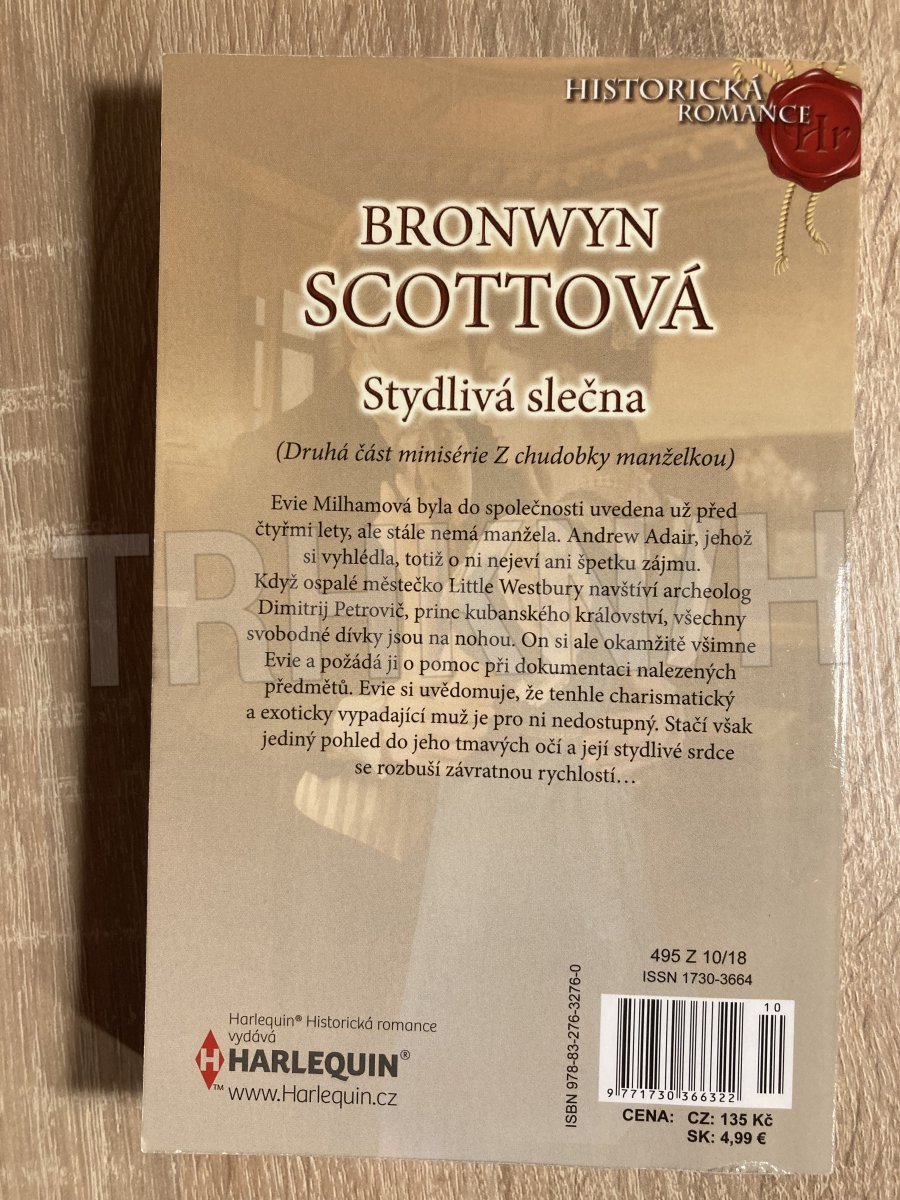 HISTORICKÁ
ROMANCE
Hr
BRONWYN
SCOTTOVÁ
Stydlivá slečna
(Druhá část minisérie Z chudobky manželkou)
Evie Milhamová byla do společnosti uvedena už před
čtyřmi lety, ale stále nemá manžela. Andrew Adair, jehož
si vyhlédla, totiž o ni nejeví ani špetku zájmu.
Když ospalé městečko Little Westbury navštíví archeolog
Dimitrij Petrovič, princ kubanského království, všechny
svobodné dívky jsou na nohou. On si ale okamžitě všimne
Evie a požádá ji o pomoc při dokumentaci nalezených
předmětů. Evie si uvědomuje, že tenhle charismatický
a exoticky vypadající muž je pro ni nedostupný. Stačí však
jediný pohled do jeho tmavých očí a její stydlivé srdce
se rozbuší závratnou rychlostí…
495 Z 10/18
ISSN 1730-3664
10
ISBN 978-83-276-3276-0
9 771730 366322
CENA: CZ: 135 Kč
SK: 4,99 €
Harlequin® Historická romance
vydává
H HARLEQUIN®
™ www.Harlequin.cz